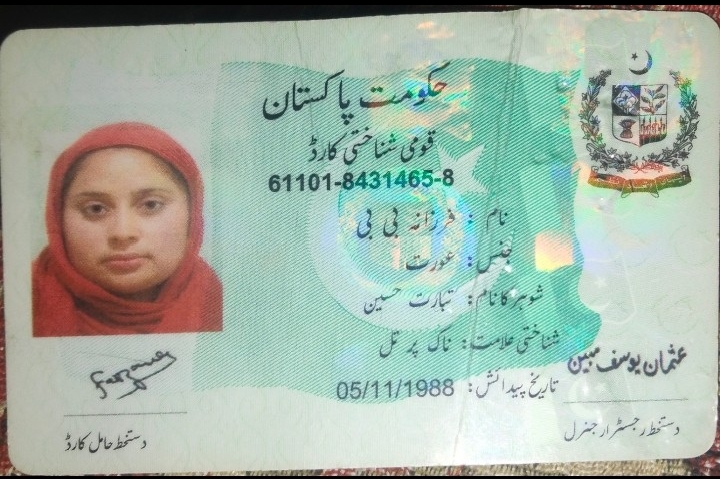 حکومت پاکستان
قومی شناختی کارڈ
61101-8431465-8
نام : فرزانہ بی بی
جنس: عورت
شوہر کا نام: تبارت حسین
شناختی علامت: ناک پر تل
تاریخ پیدائش: 05/11/1988
عثمان یوسف مبین
دستخط رجسٹرار جنرل
Farzana
دستخط حامل کارڈ